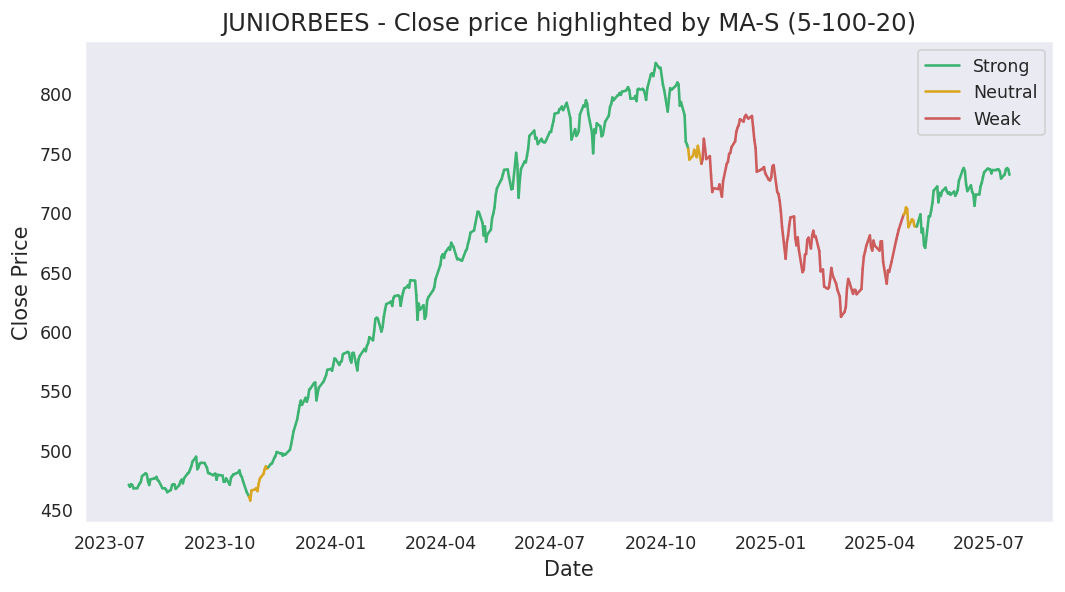 JUNIORBEES - Close price highlighted by MA-S (5-100-20)
Strong
Neutral
Weak
Close Price
800
750
700
650
600
550
500
450
2023-07 2023-10 2024-01 2024-04 2024-07 2024-10 2025-01 2025-04 2025-07
Date